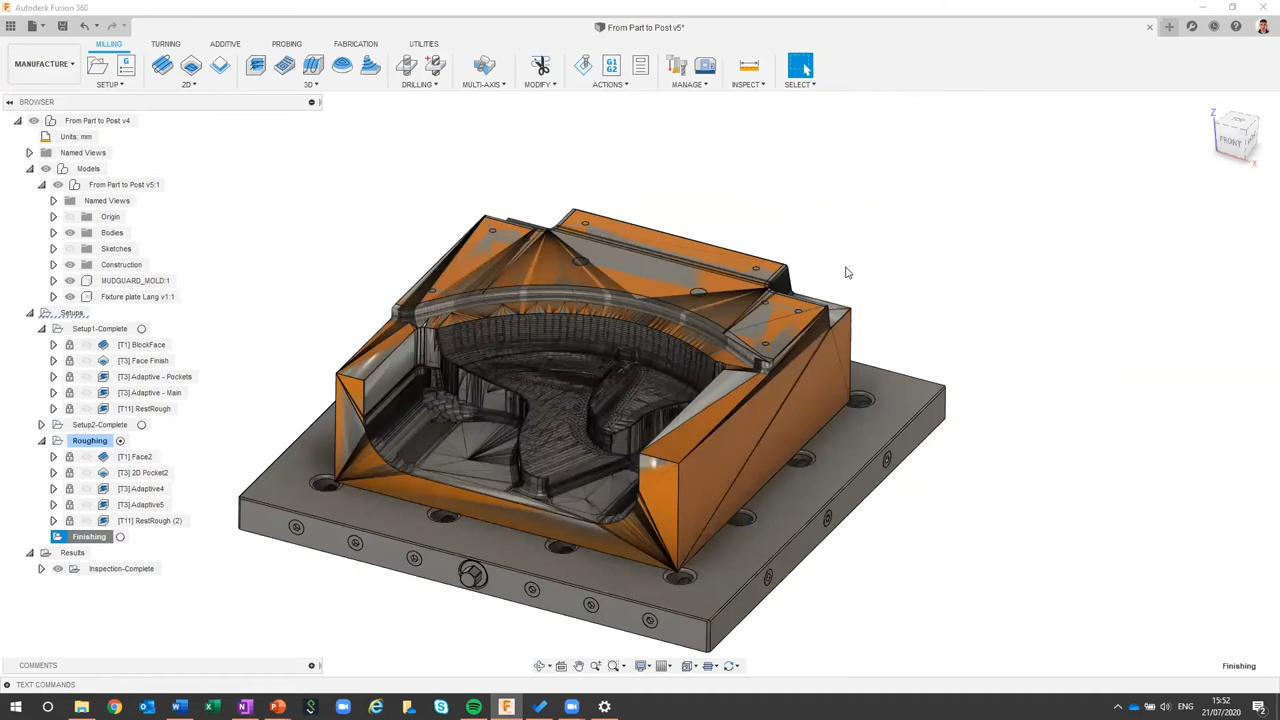 Autodesk Fusion 360
From Part to Post v5*
MILLING TURNING ADDITIVE PROBING FABRICATION UTILITIES
MANUFACTURE
G
G1
G2
SETUP 2D 3D DRILLING MULTI-AXIS MODIFY ACTIONS MANAGE INSPECT SELECT
BROWSER
From Part to Post v4
Units: mm
Named Views
Models
From Part to Post v5:1
Named Views
Origin
Bodies
Sketches
Construction
MUDGUARD_MOLD:1
Fixture plate Lang v1:1
Setups
Setup1-Complete
[T1] BlockFace
[T3] Face Finish
[T3] Adaptive - Pockets
[T3] Adaptive - Main
[T11] RestRough
Setup2-Complete
Roughing
[T1] Face2
[T3] 2D Pocket2
[T3] Adaptive4
[T3] Adaptive5
[T11] RestRough (2)
Finishing
Results
Inspection-Complete
Z
TOP
FRONT
X
COMMENTS
Finishing
TEXT COMMANDS
ENG
15:52
21/07/2020
2